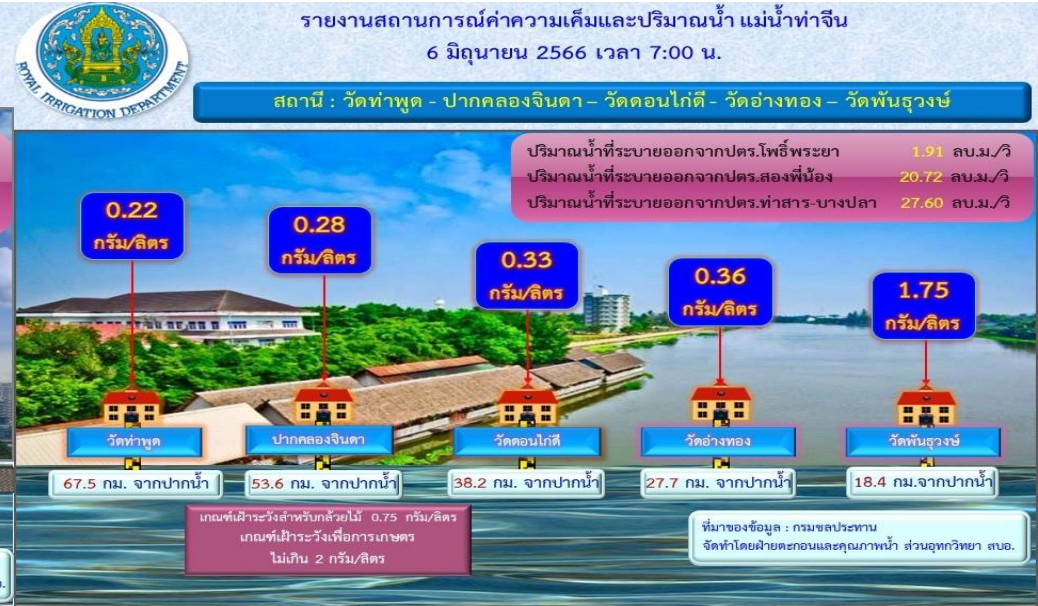 รายงานสถานการณ์ค่าความเค็มและปริมาณน้ำ แม่น้ำท่าจีน
6 มิถุนายน 2566 เวลา 7:00 น.
ROYAL IRRIGATION DEPARTMENT
สถานี : วัดท่าพูด - ปากคลองจินดา – วัดดอนไก่ดี - วัดอ่างทอง – วัดพันธุวงษ์
ปริมาณน้ำที่ระบายออกจากปตร.โพธิ์พระยา 1.91 ลบ.ม./วิ
ปริมาณน้ำที่ระบายออกจากปตร.สองพี่น้อง 20.72 ลบ.ม./วิ
ปริมาณน้ำที่ระบายออกจากปตร.ท่าสาร-บางปลา 27.60 ลบ.ม./วิ
0.22
กรัม/ลิตร
0.28
กรัม/ลิตร
0.33
กรัม/ลิตร
0.36
กรัม/ลิตร
1.75
กรัม/ลิตร
วัดท่าพูด
ปากคลองจินดา
วัดดอนไก่ดี
วัดอ่างทอง
วัดพันธุวงษ์
67.5 กม. จากปากน้ำ
53.6 กม. จากปากน้ำ
38.2 กม. จากปากน้ำ
27.7 กม. จากปากน้ำ
18.4 กม.จากปากน้ำ
เกณฑ์เฝ้าระวังสำหรับกล้วยไม้ 0.75 กรัม/ลิตร
เกณฑ์เฝ้าระวังเพื่อการเกษตร
ไม่เกิน 2 กรัม/ลิตร
ที่มาของข้อมูล : กรมชลประทาน
จัดทำโดยฝ่ายตะกอนและคุณภาพน้ำ ส่วนอุทกวิทยา สบอ.